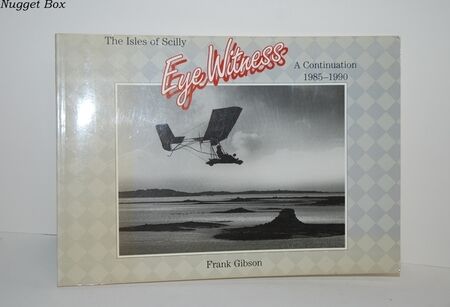 Nugget Box
The Isles of Scilly
Eye Witness
A Continuation
1985–1990
Frank Gibson